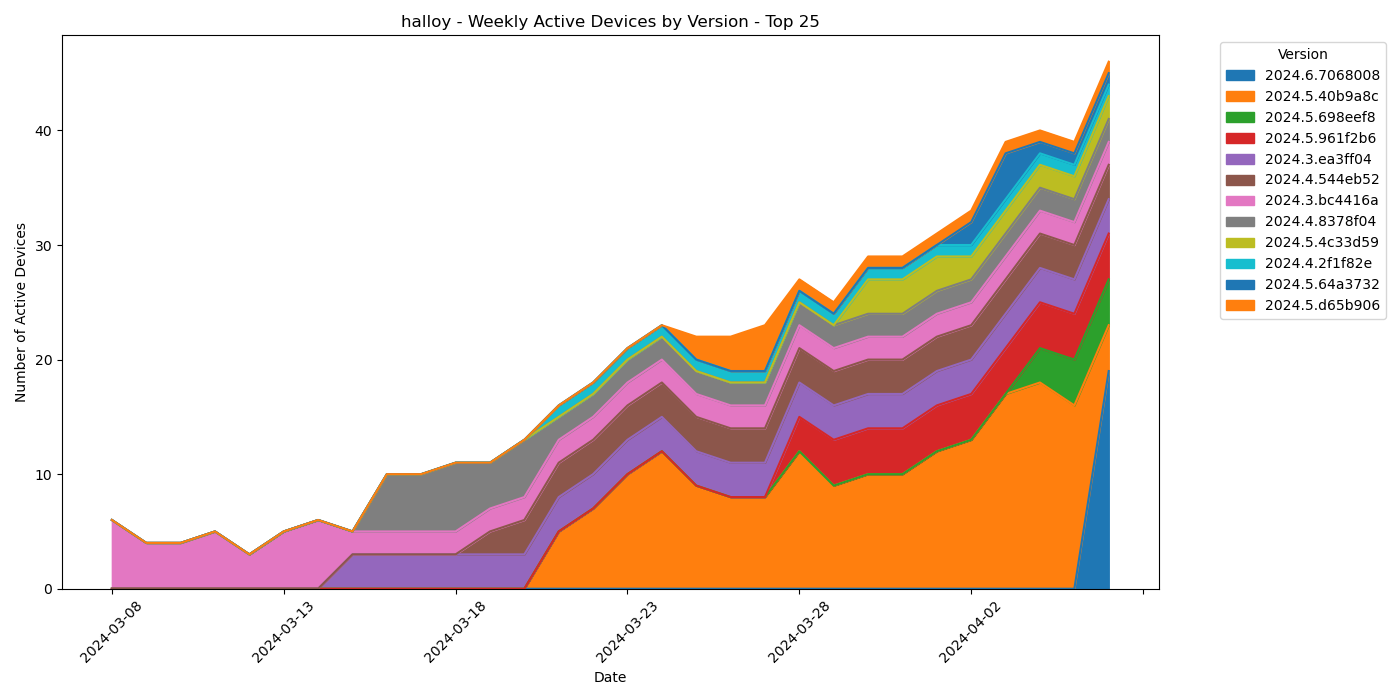 halloy - Weekly Active Devices by Version - Top 25
Number of Active Devices
40
30
20
10
0
2024-03-08
2024-03-13
2024-03-18
2024-03-23
2024-03-28
2024-04-02
Date
Version
2024.6.7068008
2024.5.40b9a8c
2024.5.698eef8
2024.5.961f2b6
2024.3.ea3ff04
2024.4.544eb52
2024.3.bc4416a
2024.4.8378f04
2024.5.4c33d59
2024.4.2f1f82e
2024.5.64a3732
2024.5.d65b906